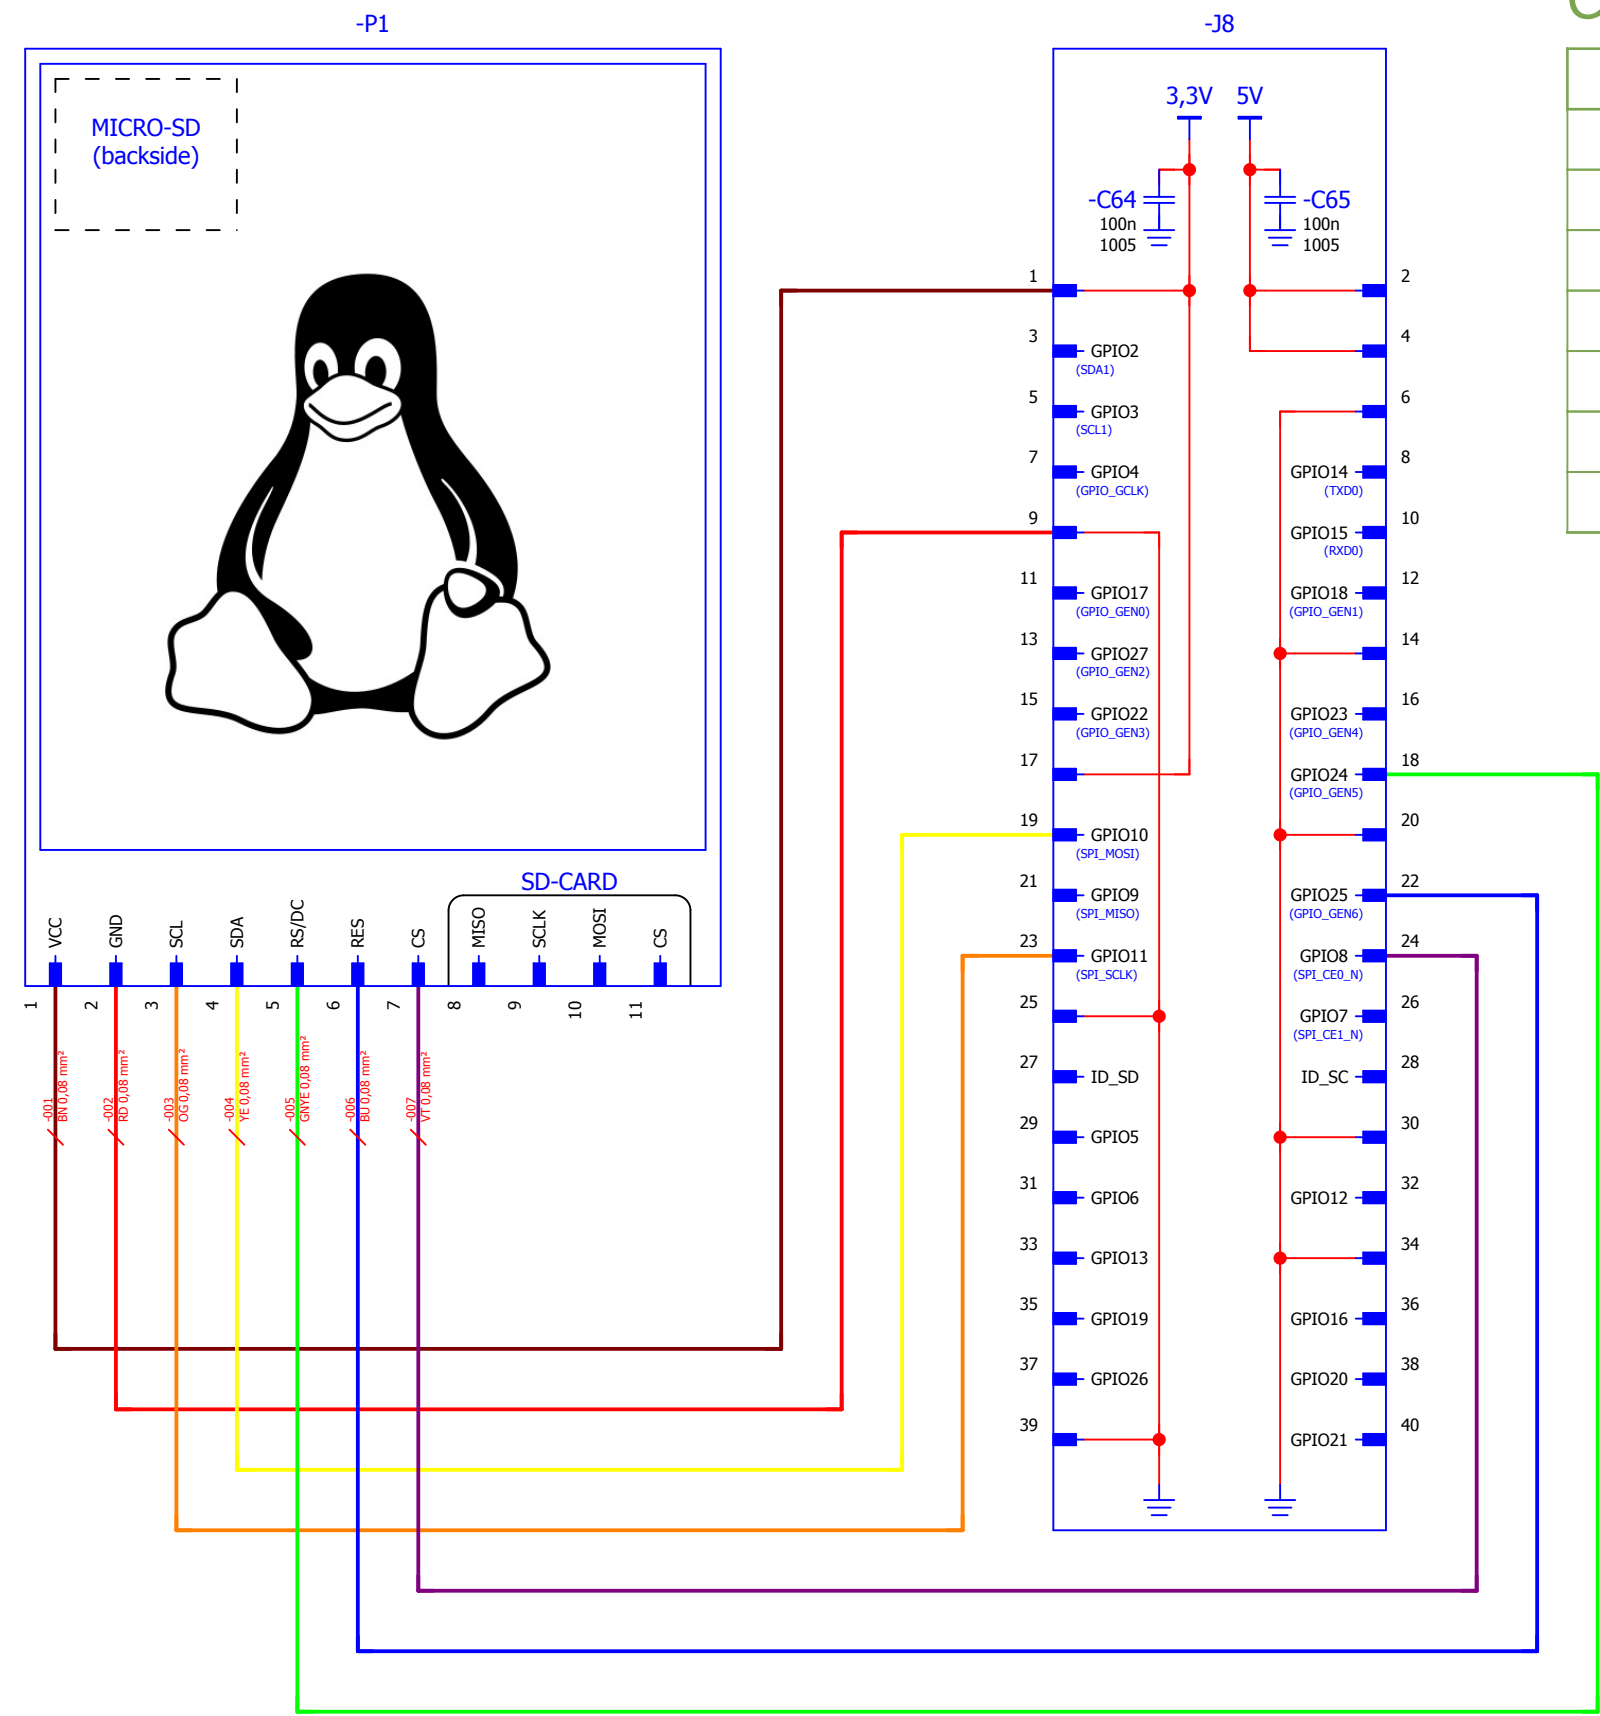 -P1
MICRO-SD
(backside)
SD-CARD
VCC
GND
SCL
SDA
RS/DC
RES
CS
MISO
SCLK
MOSI
CS
1
2
3
4
5
6
7
8
9
10
11
-001
BN 0,08 mm²
-002
RD 0,08 mm²
-003
OG 0,08 mm²
-004
YE 0,08 mm²
-005
GNYE 0,08 mm²
-006
BU 0,08 mm²
-007
VT 0,08 mm²
-J8
3,3V 5V
-C64
100n
1005
-C65
100n
1005
1
2
3
GPIO2
(SDA1)
4
5
GPIO3
(SCL1)
6
7
GPIO4
(GPIO_GCLK)
8
GPIO14
(TXD0)
9
10
GPIO15
(RXD0)
11
GPIO17
(GPIO_GEN0)
12
GPIO18
(GPIO_GEN1)
13
GPIO27
(GPIO_GEN2)
14
15
GPIO22
(GPIO_GEN3)
16
GPIO23
(GPIO_GEN4)
17
18
GPIO24
(GPIO_GEN5)
19
GPIO10
(SPI_MOSI)
20
21
GPIO9
(SPI_MISO)
22
GPIO25
(GPIO_GEN6)
23
GPIO11
(SPI_SCLK)
24
GPIO8
(SPI_CE0_N)
25
26
GPIO7
(SPI_CE1_N)
27
ID_SD
28
ID_SC
29
GPIO5
30
31
GPIO6
32
GPIO12
33
GPIO13
34
35
GPIO19
36
GPIO16
37
GPIO26
38
GPIO20
39
40
GPIO21